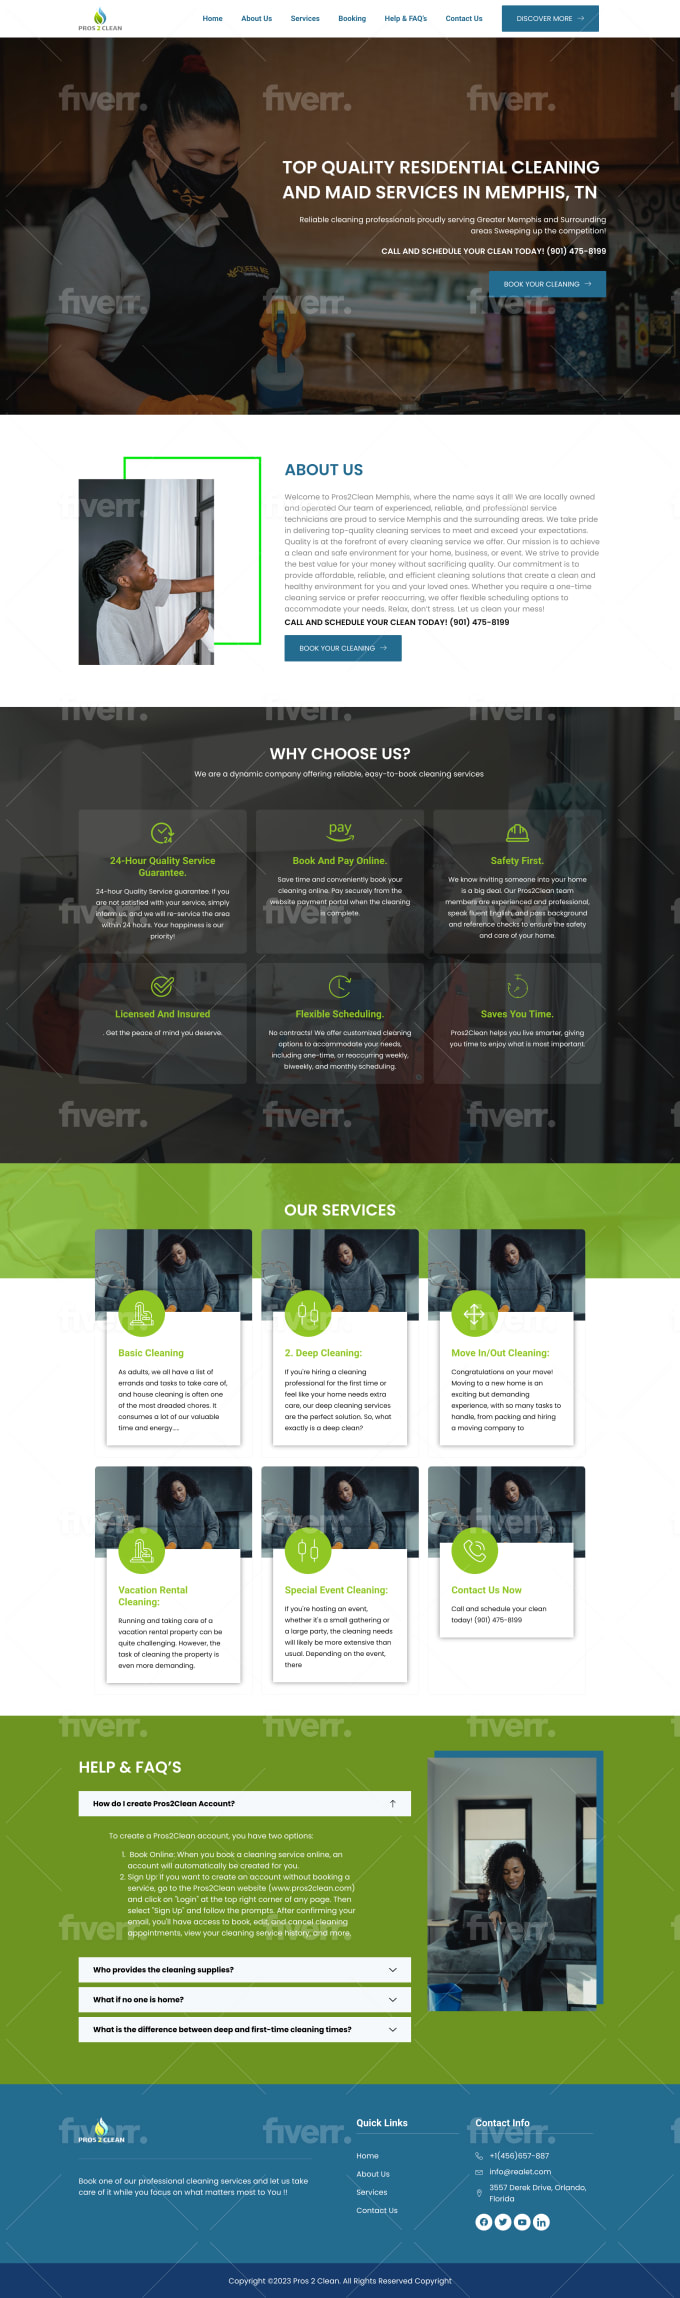 PROS 2 CLEAN
Home About Us Services Booking Help & FAQ's Contact Us DISCOVER MORE
fiverr. fiverr. fiverr.
TOP QUALITY RESIDENTIAL CLEANING
AND MAID SERVICES IN MEMPHIS, TN
Reliable cleaning professionals proudly serving Greater Memphis and Surrounding
areas Sweeping up the competition!
CALL AND SCHEDULE YOUR CLEAN TODAY! (901) 475-8199
QUEEN BEE
BOOK YOUR CLEANING
fiverr. fiverr. fiverr.
ABOUT US
Welcome to Pros2Clean Memphis, where the name says it all! We are locally owned
and operated Our team of experienced, reliable, and professional service
technicians are proud to service Memphis and the surrounding areas. We take pride
in delivering top-quality cleaning services to meet and exceed your expectations.
Quality is at the forefront of every cleaning service we offer. Our mission is to achieve
a clean and safe environment for your home, business, or event. We strive to provide
the best value for your money without sacrificing quality. Our commitment is to
provide affordable, reliable, and efficient cleaning solutions that create a clean and
healthy environment for you and your loved ones. Whether you require a one-time
cleaning service or prefer reoccurring, we offer flexible scheduling options to
accommodate your needs. Relax, don't stress. Let us clean your mess!
CALL AND SCHEDULE YOUR CLEAN TODAY! (901) 475-8199
BOOK YOUR CLEANING
fiverr. fiverr. fiverr.
WHY CHOOSE US?
We are a dynamic company offering reliable, easy-to-book cleaning services
24
24-Hour Quality Service
Guarantee.
24-hour Quality Service guarantee. If you
are not satisfied with your service, simply
inform us, and we will re-service the area
within 24 hours. Your happiness is our
priority!
pay
Book And Pay Online.
Save time and conveniently book your
cleaning online. Pay securely from the
website payment portal when the cleaning
is complete.
Safety First.
We know inviting someone into your home
is a big deal. Our Pros2Clean team
members are experienced and professional,
speak fluent English, and pass background
and reference checks to ensure the safety
and care of your home.
Licensed And Insured
. Get the peace of mind you deserve.
Flexible Scheduling.
No contracts! We offer customized cleaning
options to accommodate your needs,
including one-time, or reoccurring weekly,
biweekly, and monthly scheduling.
Saves You Time.
Pros2Clean helps you live smarter, giving
you time to enjoy what is most important.
fiverr. fiverr. fiverr.
OUR SERVICES
Basic Cleaning
As adults, we all have a list of
errands and tasks to take care of,
and house cleaning is often one
of the most dreaded chores. It
consumes a lot of our valuable
time and energy....
2. Deep Cleaning:
If you're hiring a cleaning
professional for the first time or
feel like your home needs extra
care, our deep cleaning services
are the perfect solution. So, what
exactly is a deep clean?
Move In/Out Cleaning:
Congratulations on your move!
Moving to a new home is an
exciting but demanding
experience, with so many tasks to
handle, from packing and hiring
a moving company to
Vacation Rental
Cleaning:
Running and taking care of a
vacation rental property can be
quite challenging. However, the
task of cleaning the property is
even more demanding.
Special Event Cleaning:
If you're hosting an event,
whether it's a small gathering or
a large party, the cleaning needs
will likely be more extensive than
usual. Depending on the event,
there
Contact Us Now
Call and schedule your clean
today! (901) 475-8199
fiverr. fiverr. fiverr.
HELP & FAQ'S
How do I create Pros2Clean Account?
To create a Pros2Clean account, you have two options:
1. Book Online: When you book a cleaning service online, an
account will automatically be created for you.
2. Sign Up: If you want to create an account without booking a
service, go to the Pros2Clean website (www.pros2clean.com)
and click on "Login" at the top right corner of any page. Then
select "Sign Up" and follow the prompts. After confirming your
email, you'll have access to book, edit, and cancel cleaning
appointments, view your cleaning service history, and more.
Who provides the cleaning supplies?
What if no one is home?
What is the difference between deep and first-time cleaning times?
PROS 2 CLEAN
Book one of our professional cleaning services and let us take
care of it while you focus on what matters most to You !!
Quick Links
Home
About Us
Services
Contact Us
Contact Info
+1(456)657-887
info@realet.com
3557 Derek Drive, Orlando,
Florida
Copyright ©2023 Pros 2 Clean. All Rights Reserved Copyright